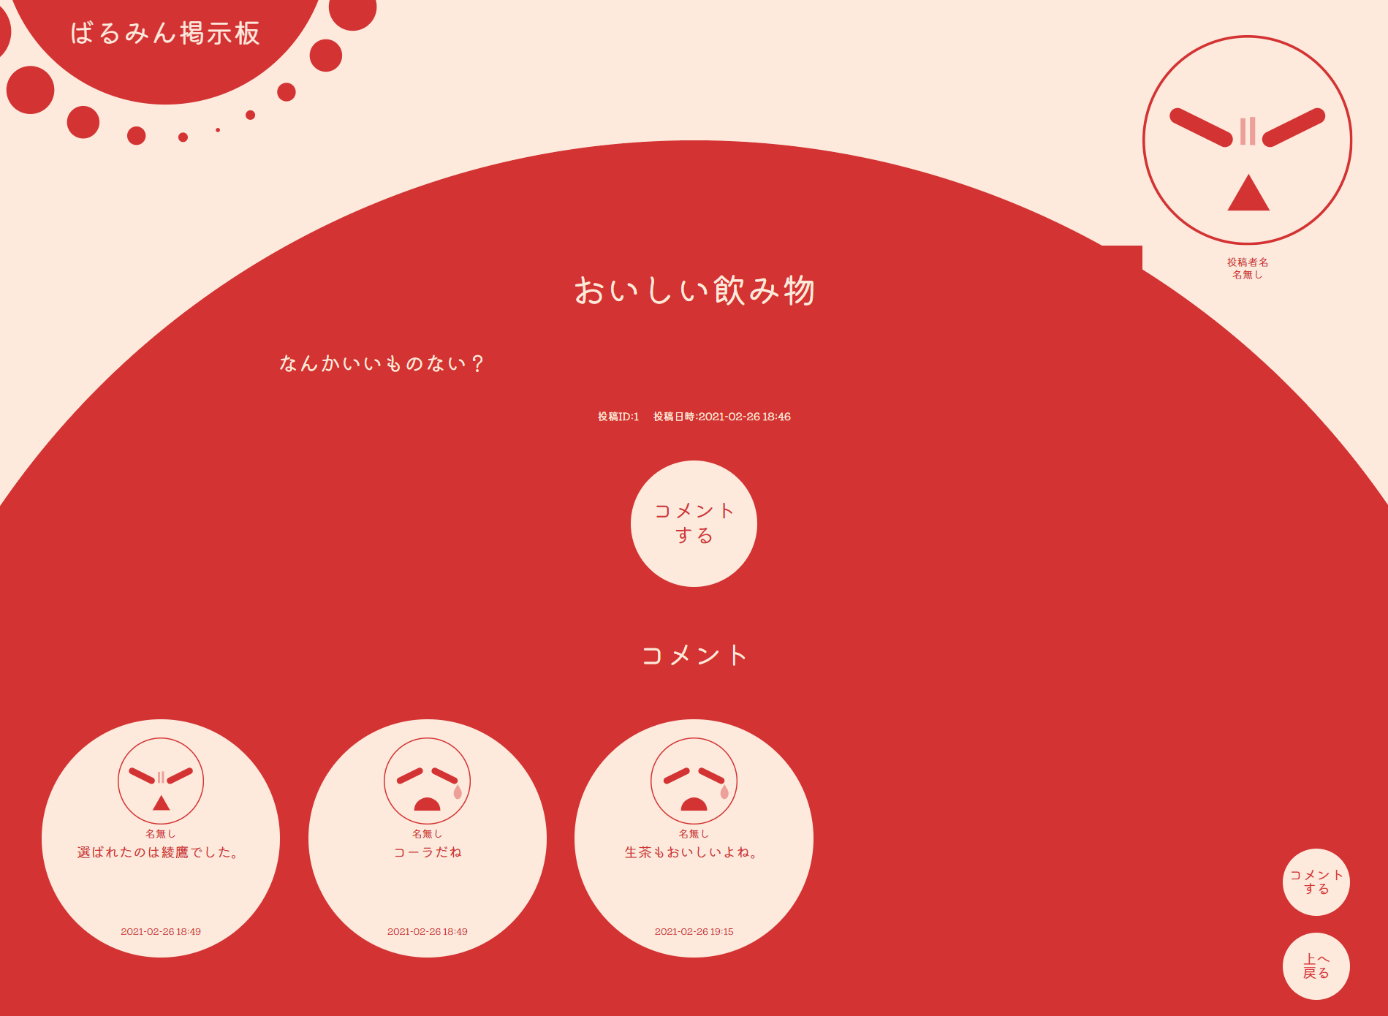 ばるみん掲示板
投稿者名
名無し
おいしい飲み物
なんかいいものない？
投稿ID:1 投稿日時:2021-02-26 18:46
コメント
する
コメント
名無し
選ばれたのは綾鷹でした。
2021-02-26 18:49
名無し
コーラだね
2021-02-26 18:49
名無し
生茶もおいしいよね。
2021-02-26 19:15
コメント
する
上へ
戻る